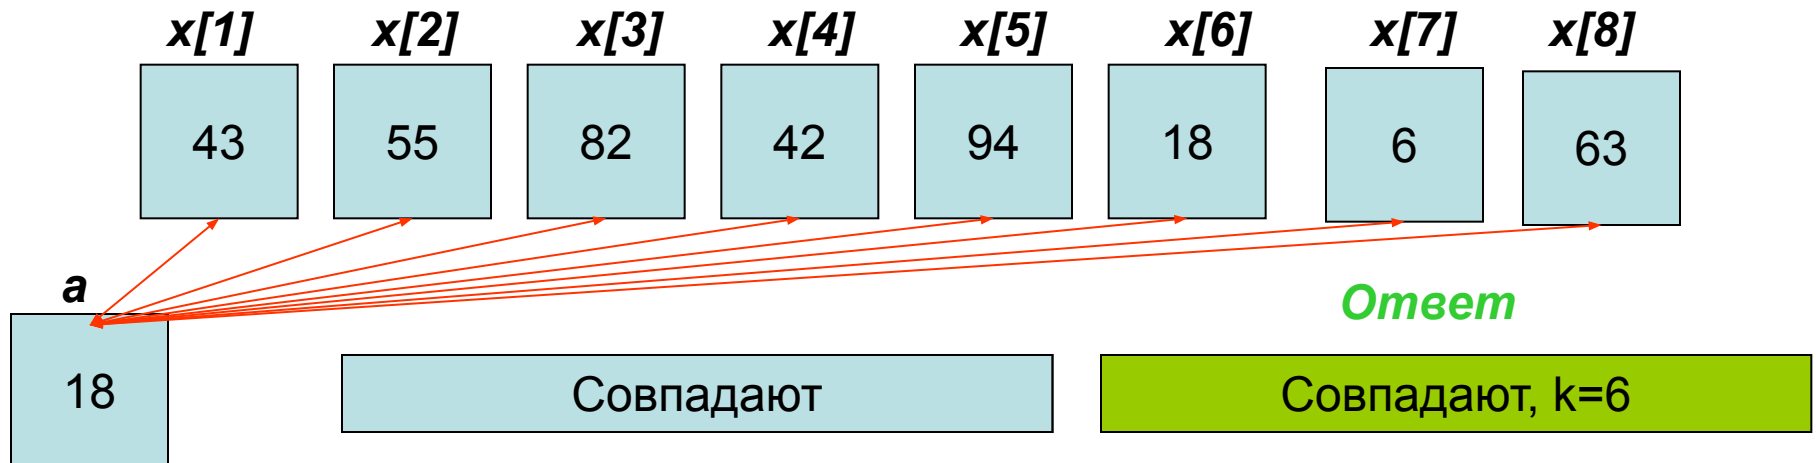 x[1] x[2] x[3] x[4] x[5] x[6] x[7] x[8]
43 55 82 42 94 18 6 63
a
Ответ
18
Совпадают
Совпадают, k=6